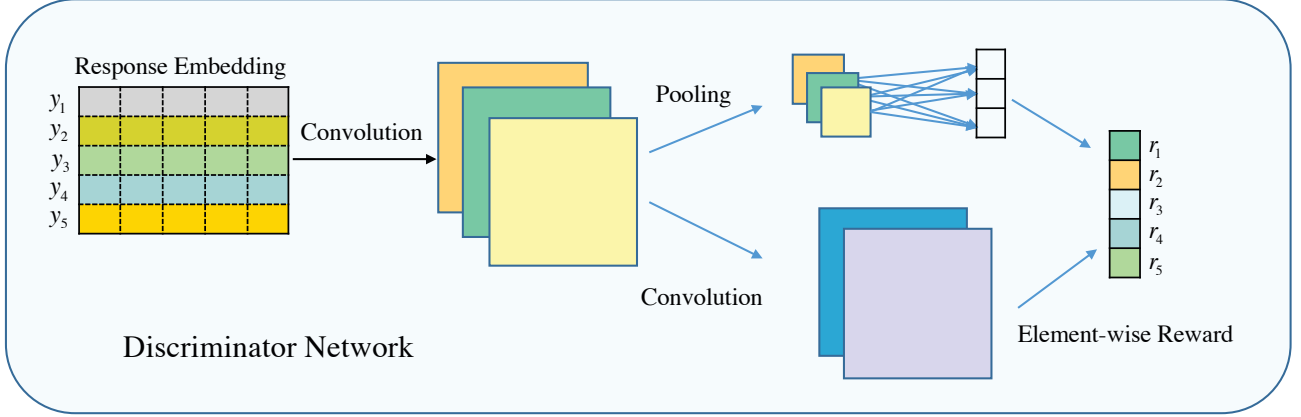 Response Embedding
y1
y2
y3
y4
y5
Convolution
Pooling
Convolution
r1
r2
r3
r4
r5
Element-wise Reward
Discriminator Network